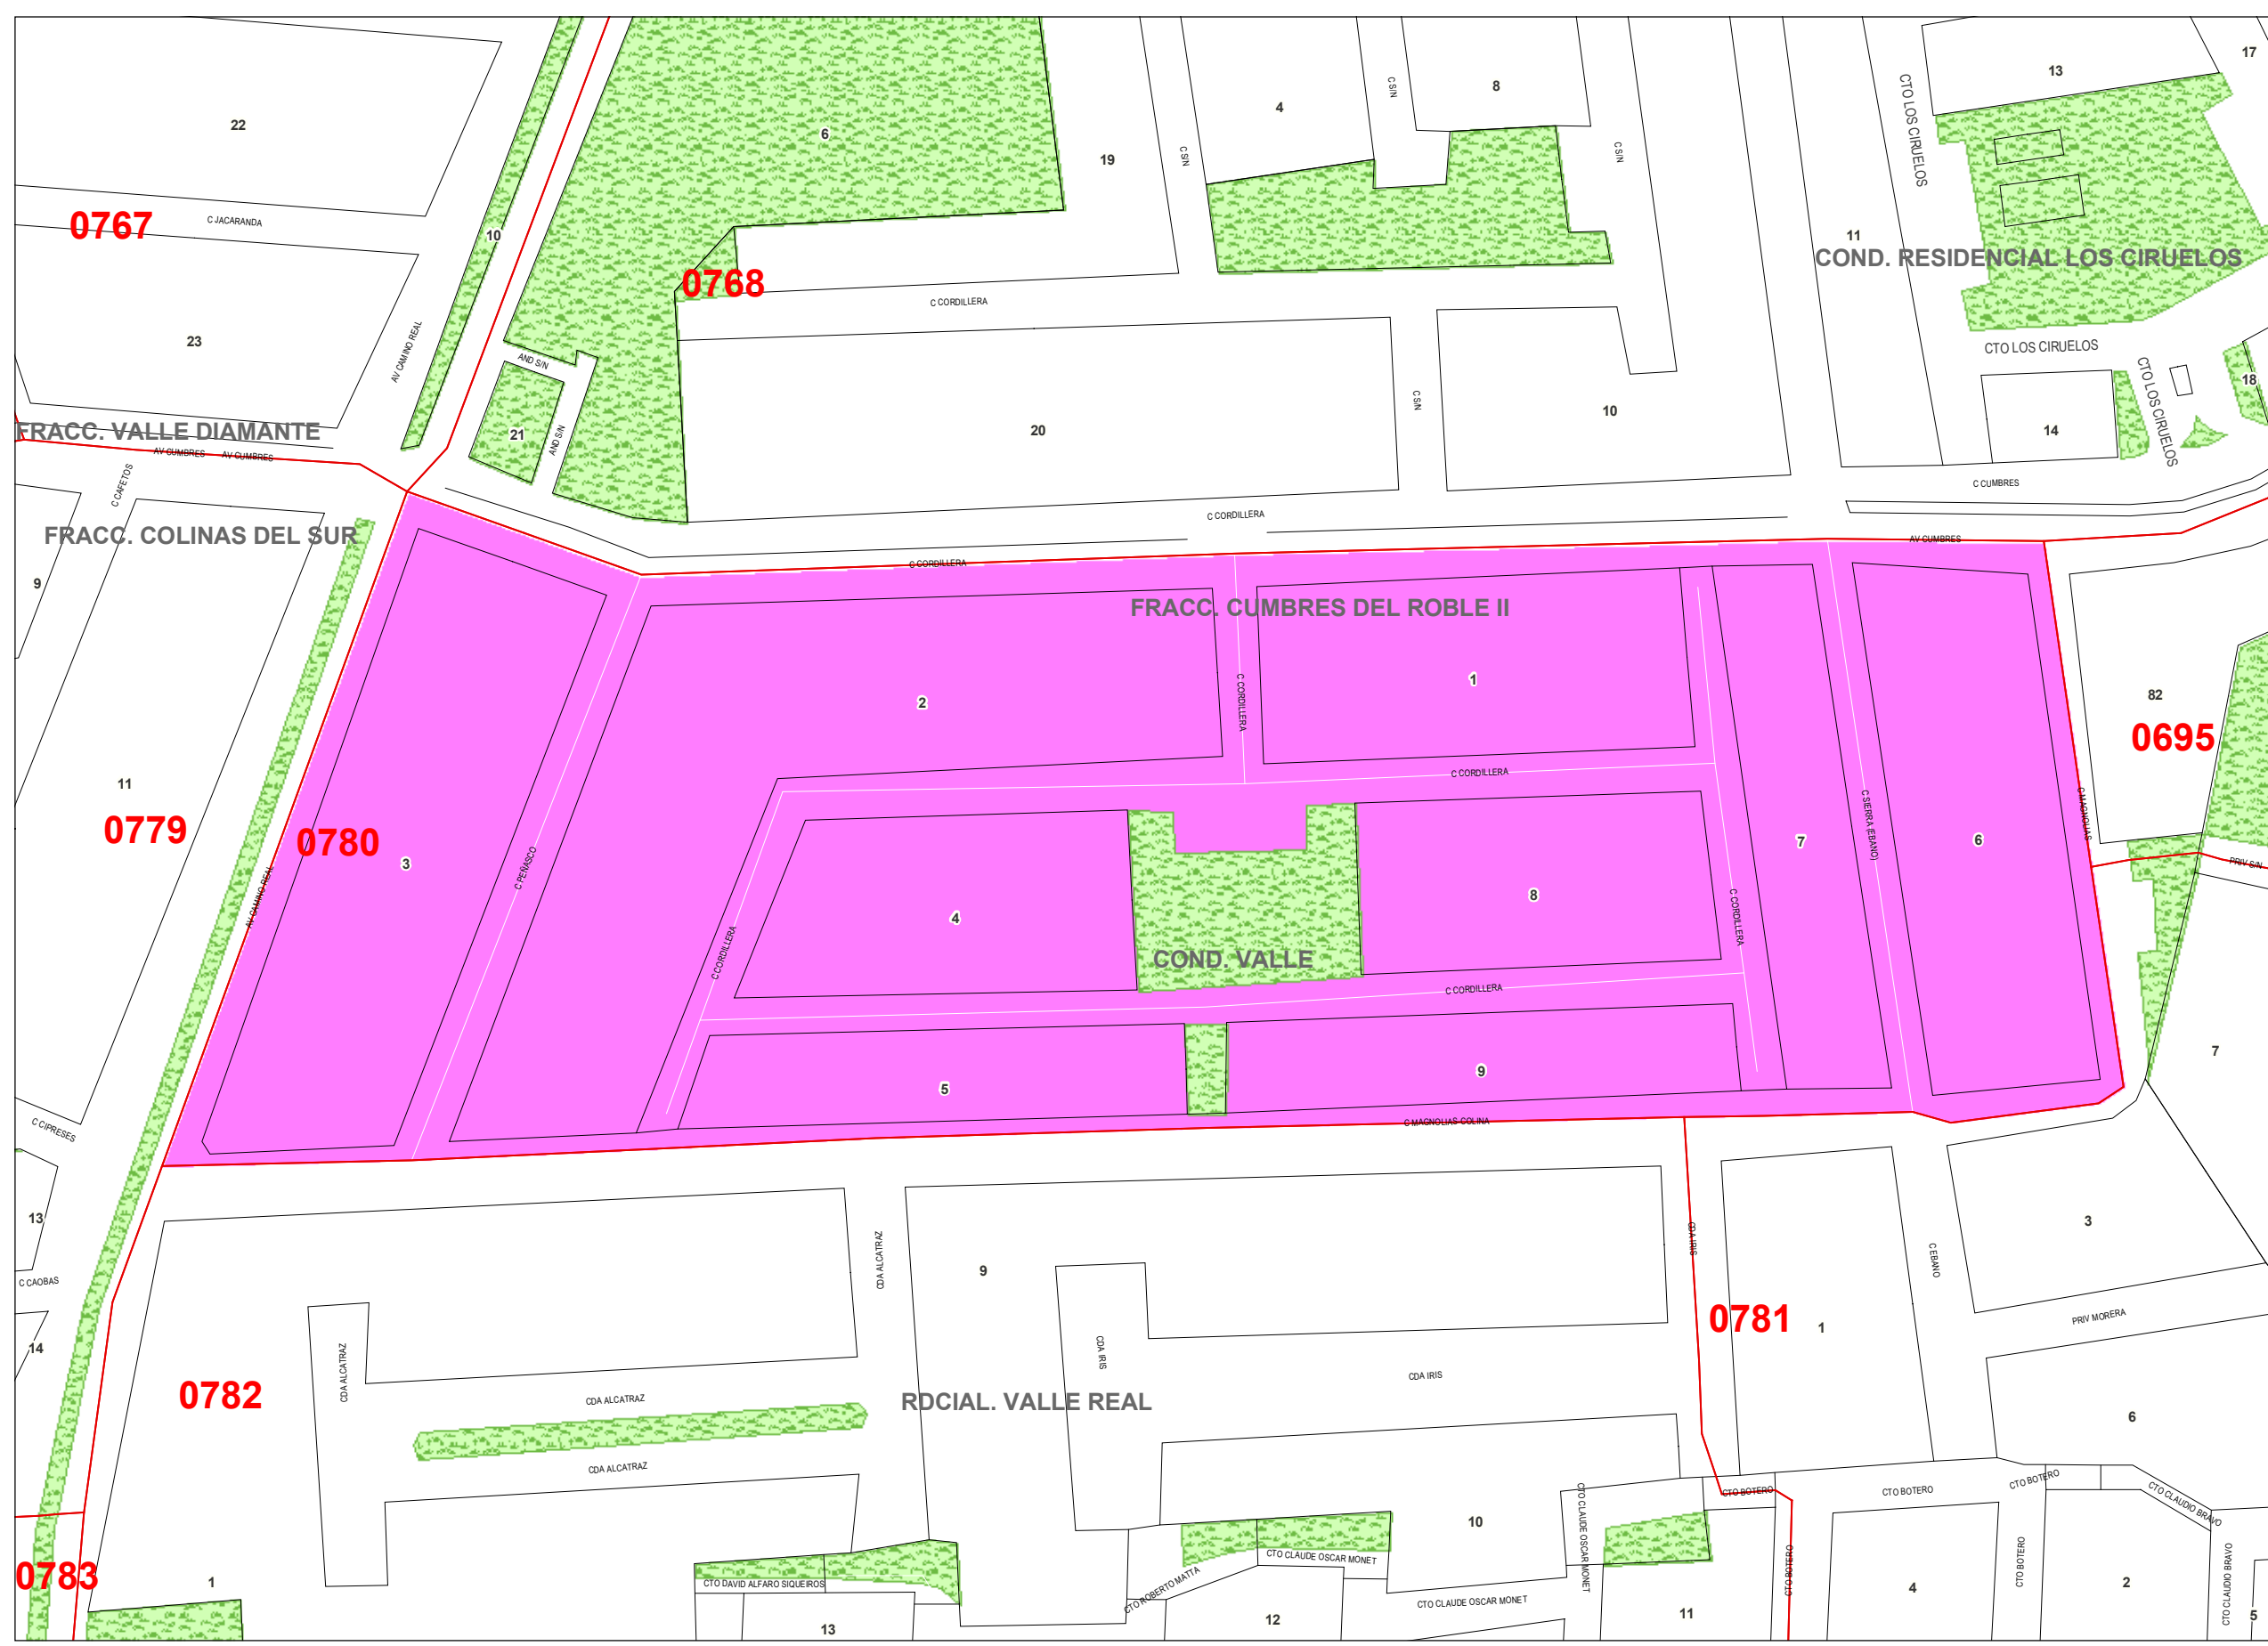 17
13
22
8
4
C S/N
CTO LOS CIRUELOS
6
19
C S/N
C S/N
0767
C JACARANDA
10
11
COND. RESIDENCIAL LOS CIRUELOS
0768
C CORDILLERA
23
AV CAMINO REAL
AND S/N
CTO LOS CIRUELOS
CTO LOS CIRUELOS
18
C S/N
10
FRACC. VALLE DIAMANTE
21
AND S/N
20
14
AV CUMBRES
AV CUMBRES
C CAFETOS
C CUMBRES
C CORDILLERA
FRACC. COLINAS DEL SUR
AV CUMBRES
C CORDILLERA
9
FRACC. CUMBRES DEL ROBLE II
2
C CORDILLERA
1
82
0695
11
C CORDILLERA
0779
0780
3
C PEÑASCO
7
C SIERRA (EBANO)
6
C MAGNOLIAS
PRIV S/N
AV CAMINO REAL
4
8
C CORDILLERA
C CORDILLERA
COND. VALLE
C CORDILLERA
5
9
7
C MAGNOLIAS-COLINA
C CIPRESES
13
CDA ALCATRAZ
9
CDA IRIS
C EBANO
3
C CAOBAS
14
0781
1
PRIV MORERA
CDA ALCATRAZ
CDA IRIS
CDA IRIS
0782
CDA ALCATRAZ
RDCIAL. VALLE REAL
6
CDA ALCATRAZ
CTO BOTERO
CTO BOTERO
CTO BOTERO
CTO CLAUDIO BRAVO
10
CTO CLAUDE OSCAR MONET
CTO CLAUDE OSCAR MONET
0783
1
CTO DAVID ALFARO SIQUEIROS
CTO ROBERTO MATTA
CTO BOTERO
CTO BOTERO
CTO CLAUDIO BRAVO
4
2
CTO CLAUDE OSCAR MONET
13
12
11
5